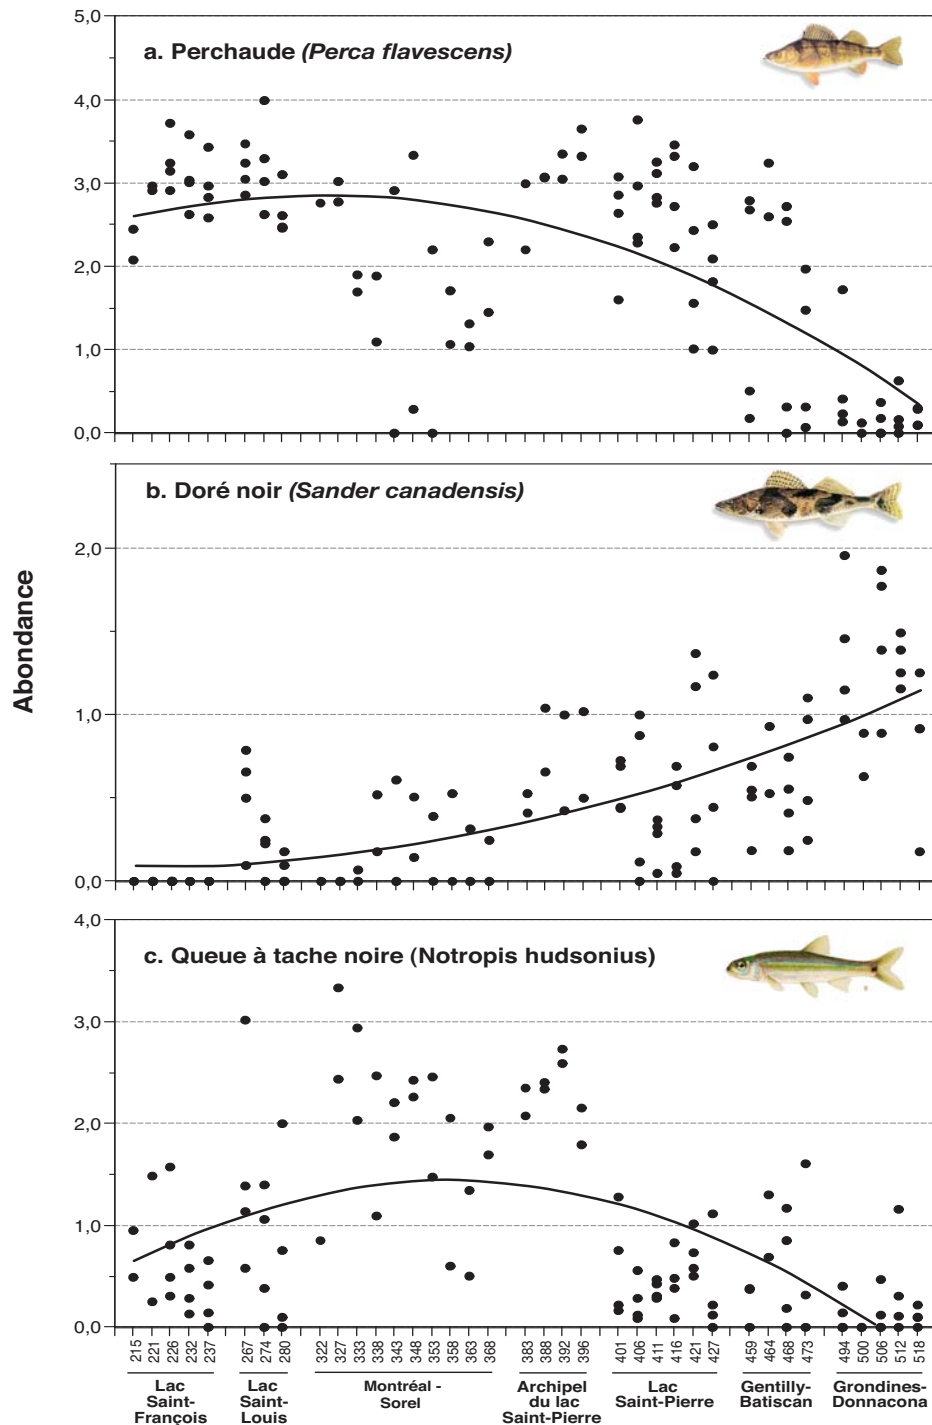 5,0
a. Perchaude (Perca flavescens)
4,0
3,0
2,0
1,0
0,0
b. Doré noir (Sander canadensis)
2,0
1,0
0,0
Abondance
4,0
c. Queue à tache noire (Notropis hudsonius)
3,0
2,0
1,0
0,0
215 221 226 232 237 267 274 280 322 327 333 338 343 348 353 358 363 368 383 388 392 396 401 406 411 416 421 427 459 464 468 473 494 500 506 512 518
Lac Saint-François
Lac Saint-Louis
Montréal - Sorel
Archipel du lac Saint-Pierre
Lac Saint-Pierre
Gentilly-Batiscan
Grondines-Donnacona